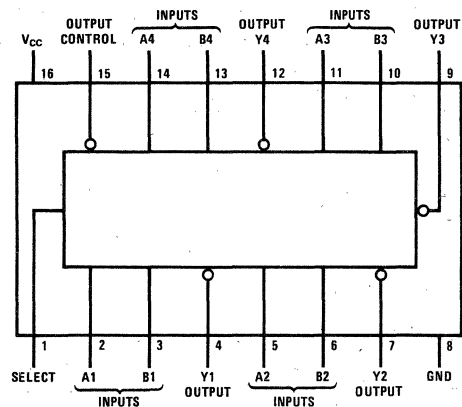 OUTPUT INPUTS OUTPUT INPUTS OUTPUT
VCC CONTROL A4 B4 Y4 A3 B3 Y3
16 15 14 13 12 11 10 9
1 2 3 4 5 6 7 8
SELECT A1 B1 Y1 A2 B2 Y2 GND
INPUTS OUTPUT INPUTS OUTPUT